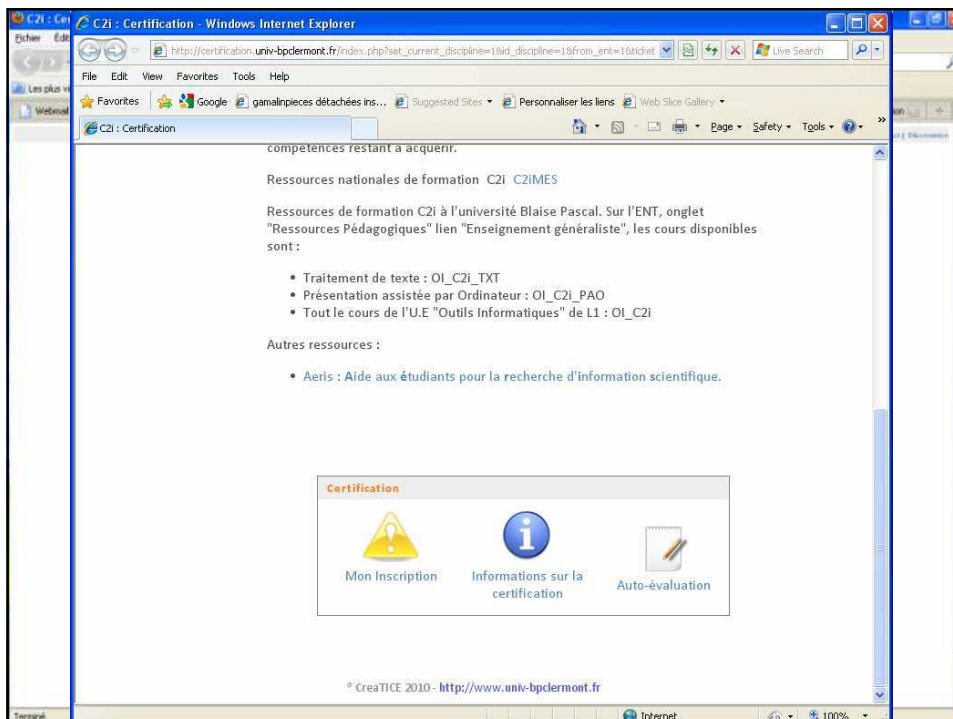 C2i : Certification - Windows Internet Explorer
Fichier
http://certification.univ-bpclermont.fr/index.php?set_current_discipline=1&id_discipline=1&from_ent=1&ticket
Live Search
File Edit View Favorites Tools Help
Les plus vi
Favorites Google gamalinpieces détachées ins... Suggested Sites Personnaliser les liens Web Slice Gallery
Webmail
C2i : Certification
Page Safety Tools
compétences restant à acquérir.
Ressources nationales de formation C2i C2iMES
Ressources de formation C2i à l'université Blaise Pascal. Sur l'ENT, onglet
"Ressources Pédagogiques" lien "Enseignement généraliste", les cours disponibles
sont :
• Traitement de texte : OI_C2i_TXT
• Présentation assistée par Ordinateur : OI_C2i_PAO
• Tout le cours de l'U.E "Outils Informatiques" de L1 : OI_C2i
Autres ressources :
• Aeris : Aide aux étudiants pour la recherche d'information scientifique.
Certification
Mon Inscription
Informations sur la
certification
Auto-évaluation
© CreaTICE 2010 - http://www.univ-bpclermont.fr
Terminé
Internet
100%